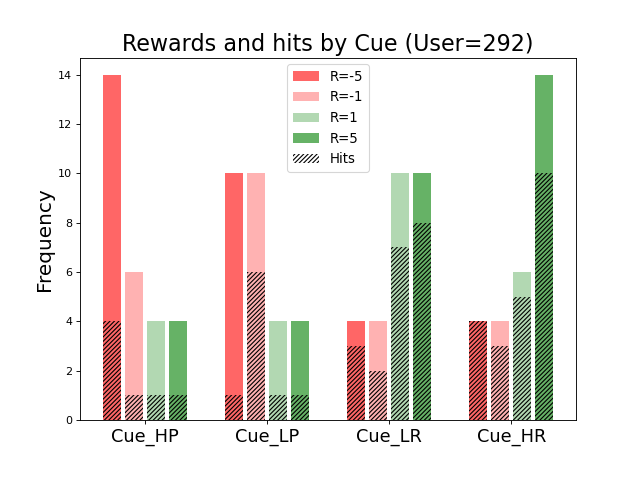 Rewards and hits by Cue (User=292)
R=-5
R=-1
R=1
R=5
Hits
Frequency
14
12
10
8
6
4
2
0
Cue_HP
Cue_LP
Cue_LR
Cue_HR